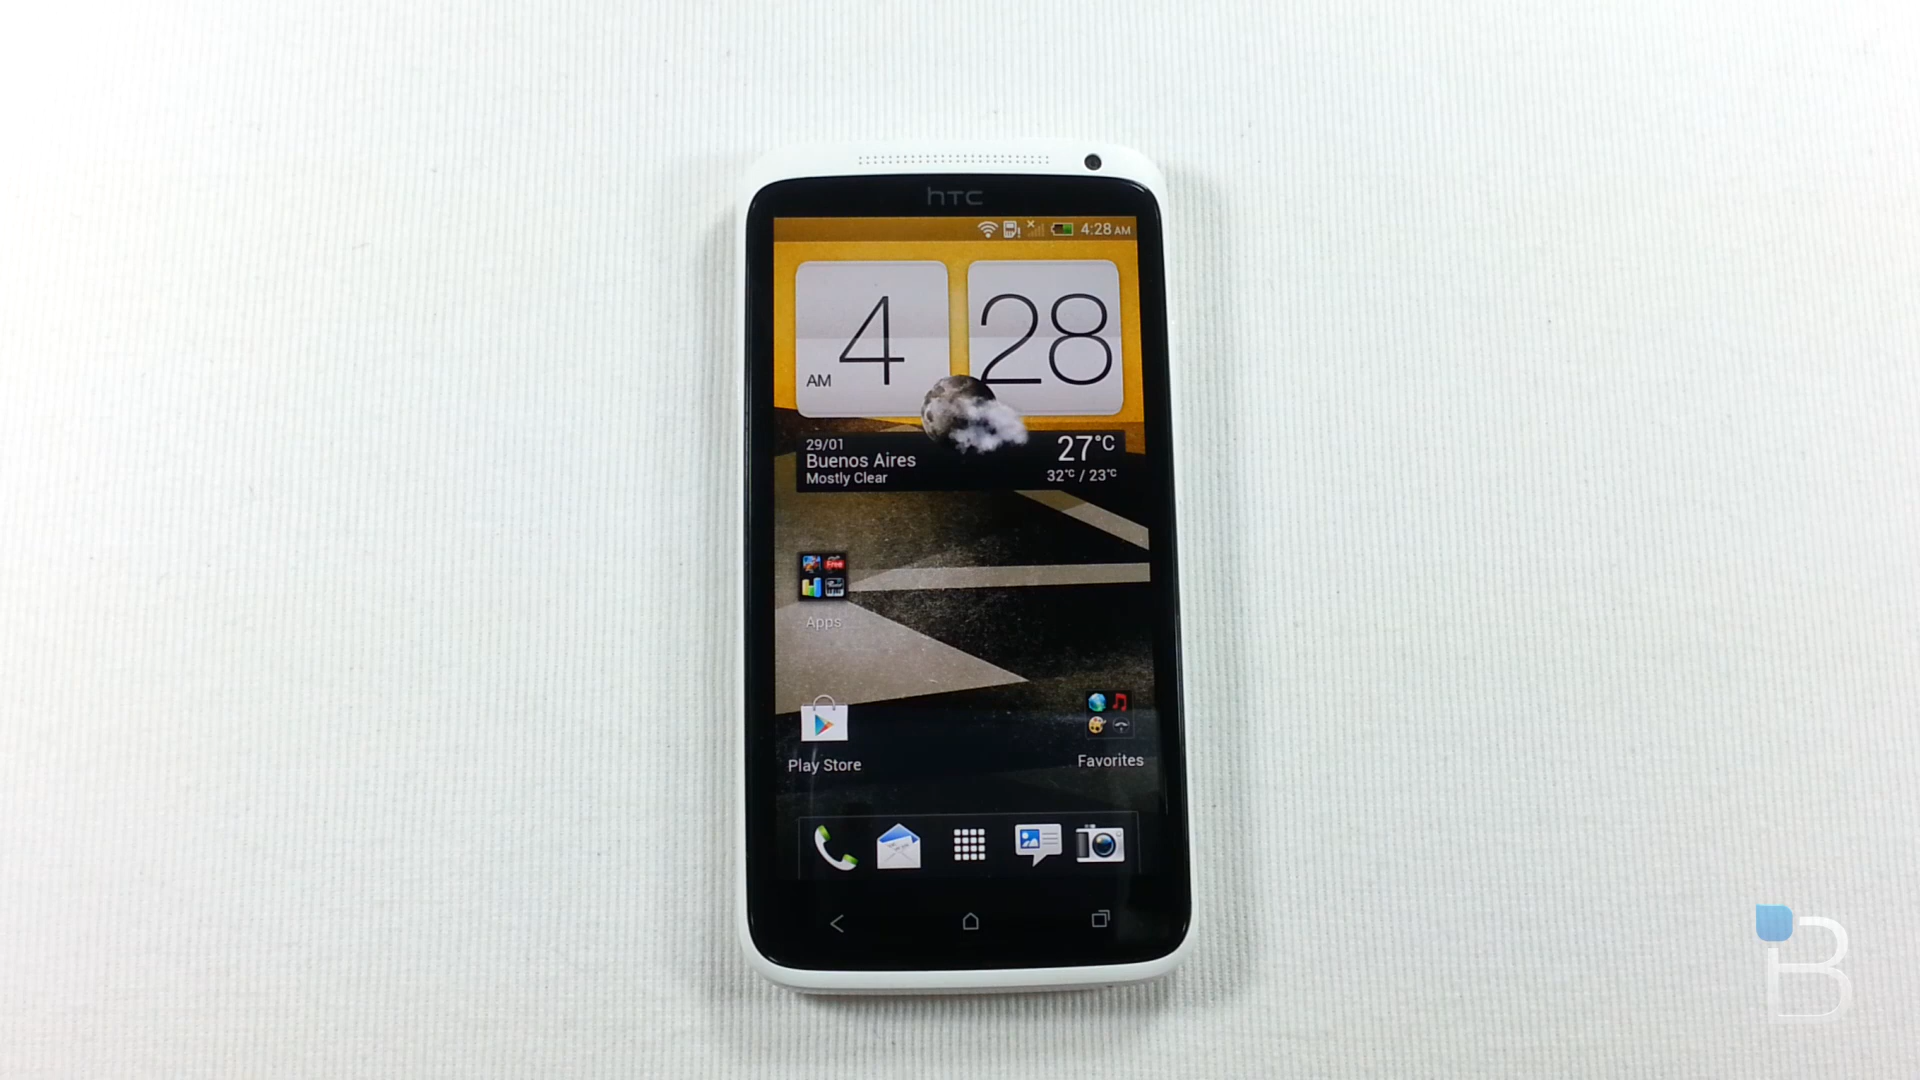 hTC
4:28 AM
4 28
AM
29/01
Buenos Aires
Mostly Clear
27°C
32°C / 23°C
Free
Apps
Play Store
Favorites
B